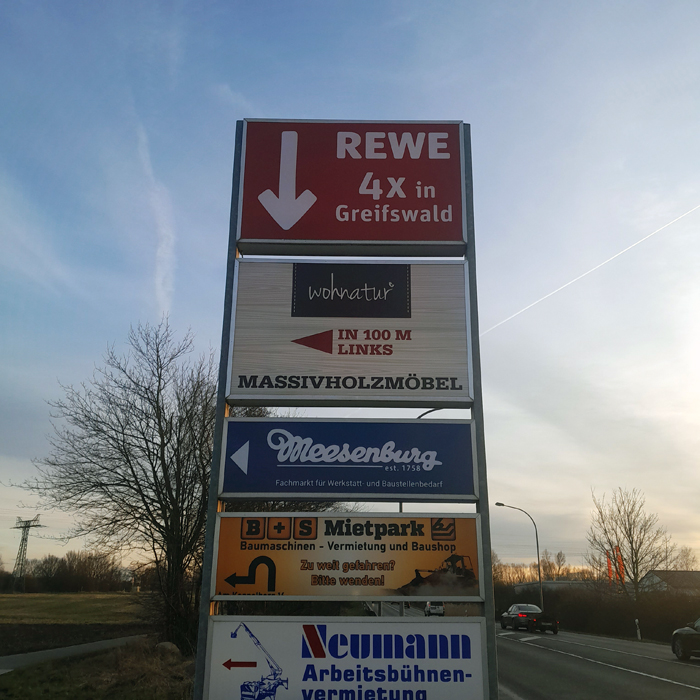 REWE
4x in
Greifswald
wohnatur
IN 100 M
LINKS
MASSIVHOLZMÖBEL
Meesenburg
est. 1758
Fachmarkt für Werkstatt- und Baustellenbedarf
B+S Mietpark
Baumaschinen - Vermietung und Baushop
Zu weit gefahren?
Bitte wenden!
Neumann
Arbeitsbühnen-
vermietung